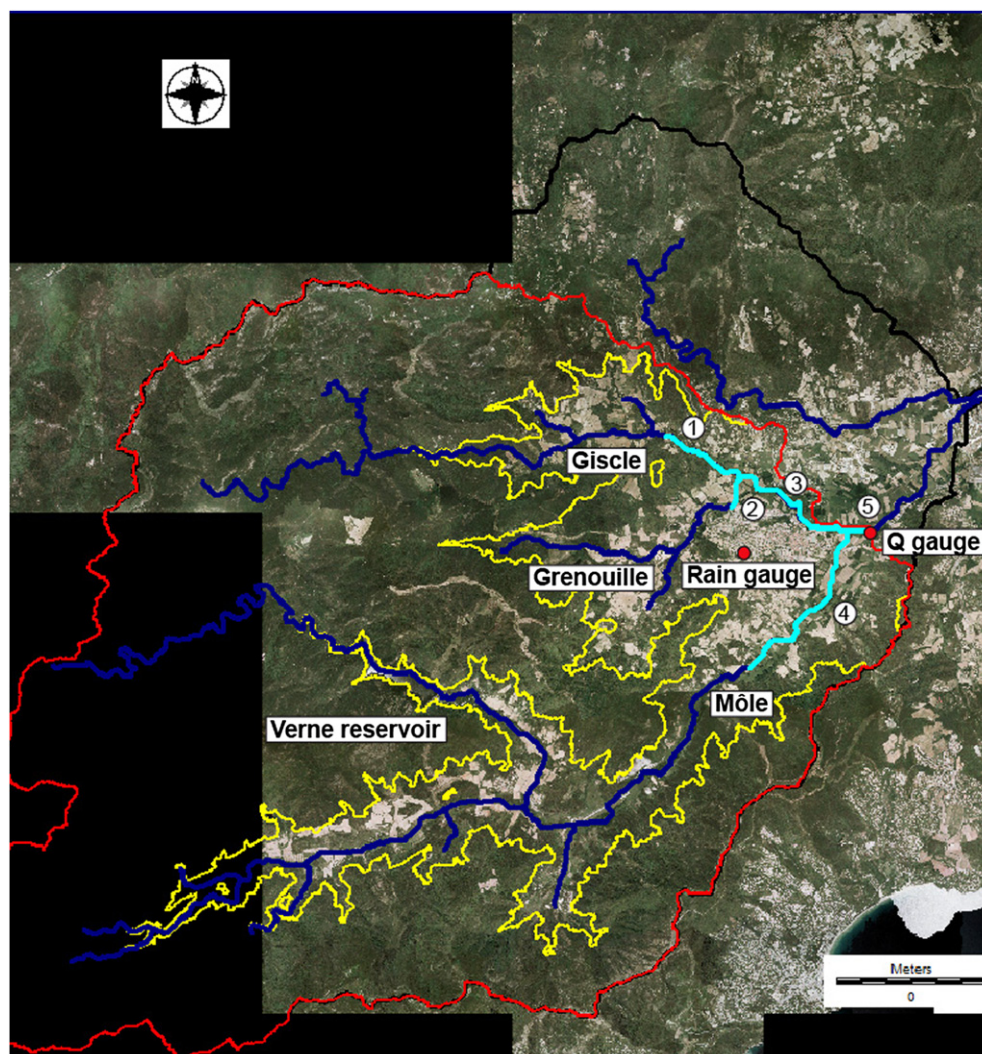 N
1
Giscle
3
2
5
Q gauge
Grenouille
Rain gauge
4
Môle
Verne reservoir
Meters
0